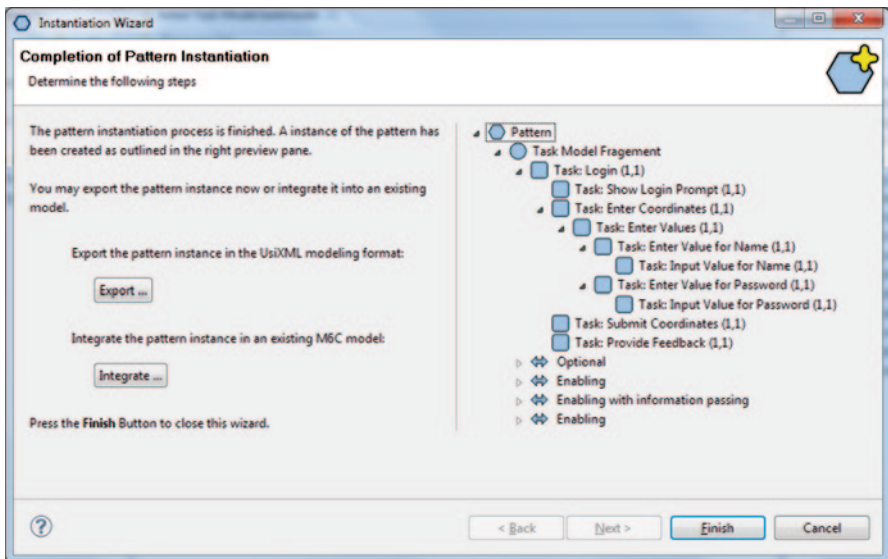 Instantiation Wizard
Completion of Pattern Instantiation
Determine the following steps
The pattern instantiation process is finished. A instance of the pattern has
been created as outlined in the right preview pane.
You may export the pattern instance now or integrate it into an existing
model.
Export the pattern instance in the UsiXML modeling format:
Export ...
Integrate the pattern instance in an existing M6C model:
Integrate ...
Press the Finish Button to close this wizard.
Pattern
Task Model Fragement
Task: Login (1,1)
Task: Show Login Prompt (1,1)
Task: Enter Coordinates (1,1)
Task: Enter Values (1,1)
Task: Enter Value for Name (1,1)
Task: Input Value for Name (1,1)
Task: Enter Value for Password (1,1)
Task: Input Value for Password (1,1)
Task: Submit Coordinates (1,1)
Task: Provide Feedback (1,1)
Optional
Enabling
Enabling with information passing
Enabling
?
< Back
Next >
Finish
Cancel